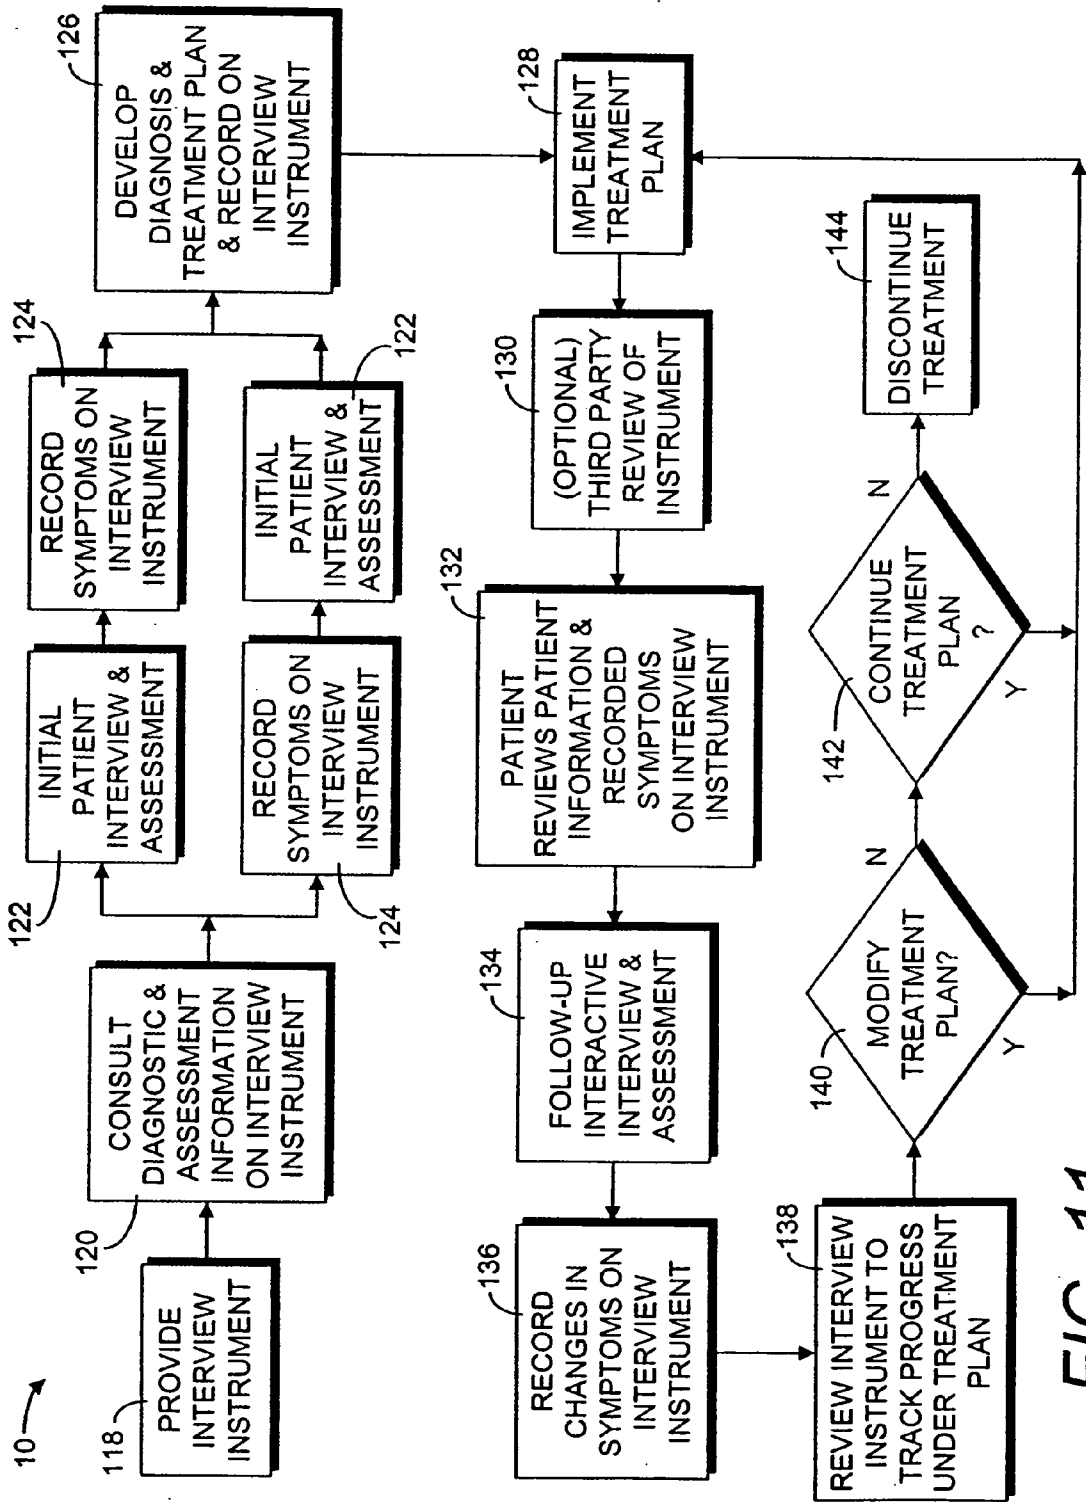 10
118
PROVIDE
INTERVIEW
INSTRUMENT
120
CONSULT
DIAGNOSTIC &
ASSESSMENT
INFORMATION
ON INTERVIEW
INSTRUMENT
122
INITIAL
PATIENT
INTERVIEW &
ASSESSMENT
124
RECORD
SYMPTOMS ON
INTERVIEW
INSTRUMENT
124
RECORD
SYMPTOMS ON
INTERVIEW
INSTRUMENT
122
INITIAL
PATIENT
INTERVIEW &
ASSESSMENT
126
DEVELOP
DIAGNOSIS &
TREATMENT PLAN
& RECORD ON
INTERVIEW
INSTRUMENT
128
IMPLEMENT
TREATMENT
PLAN
130
(OPTIONAL)
THIRD PARTY
REVIEW OF
INSTRUMENT
132
PATIENT
REVIEWS PATIENT
INFORMATION &
RECORDED
SYMPTOMS
ON INTERVIEW
INSTRUMENT
134
FOLLOW-UP
INTERACTIVE
INTERVIEW &
ASSESSMENT
136
RECORD
CHANGES IN
SYMPTOMS ON
INTERVIEW
INSTRUMENT
138
REVIEW INTERVIEW
INSTRUMENT TO
TRACK PROGRESS
UNDER TREATMENT
PLAN
140
MODIFY
TREATMENT
PLAN?
N
Y
142
CONTINUE
TREATMENT
PLAN
?
N
Y
144
DISCONTINUE
TREATMENT
FIG. 11